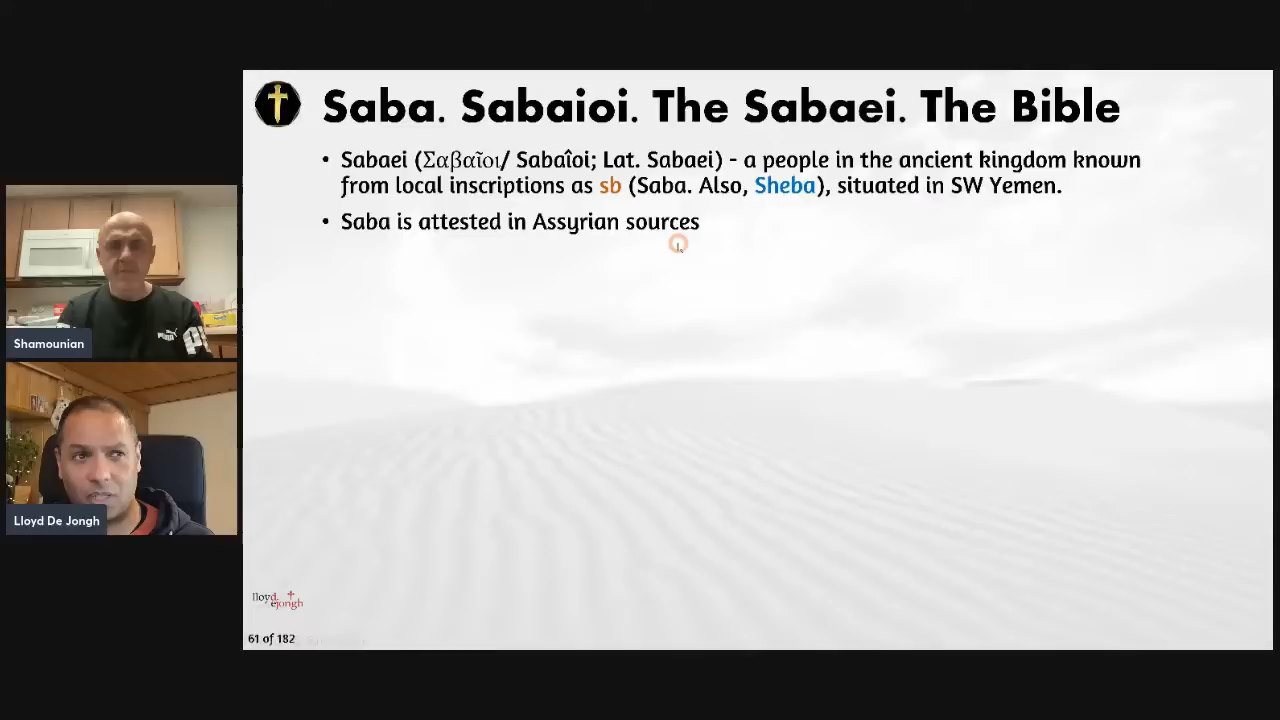 Saba. Sabaioi. The Sabaei. The Bible
• Sabaei (Σαβαῖοι/ Sabaîoi; Lat. Sabaei) - a people in the ancient kingdom known
from local inscriptions as sb (Saba. Also, Sheba), situated in SW Yemen.
• Saba is attested in Assyrian sources
Shamounian
Lloyd De Jongh
lloyd.
ejongh
61 of 182